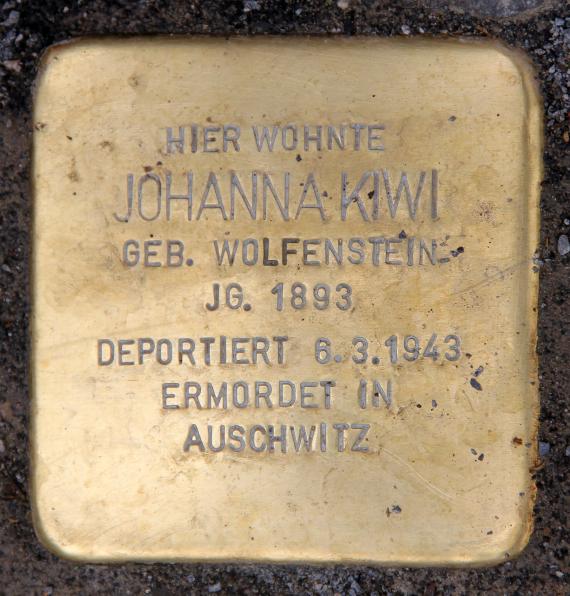 HIER WOHNTE
JOHANNA KIWI
GEB. WOLFENSTEIN
JG. 1893
DEPORTIERT 6.3.1943
ERMORDET IN
AUSCHWITZ